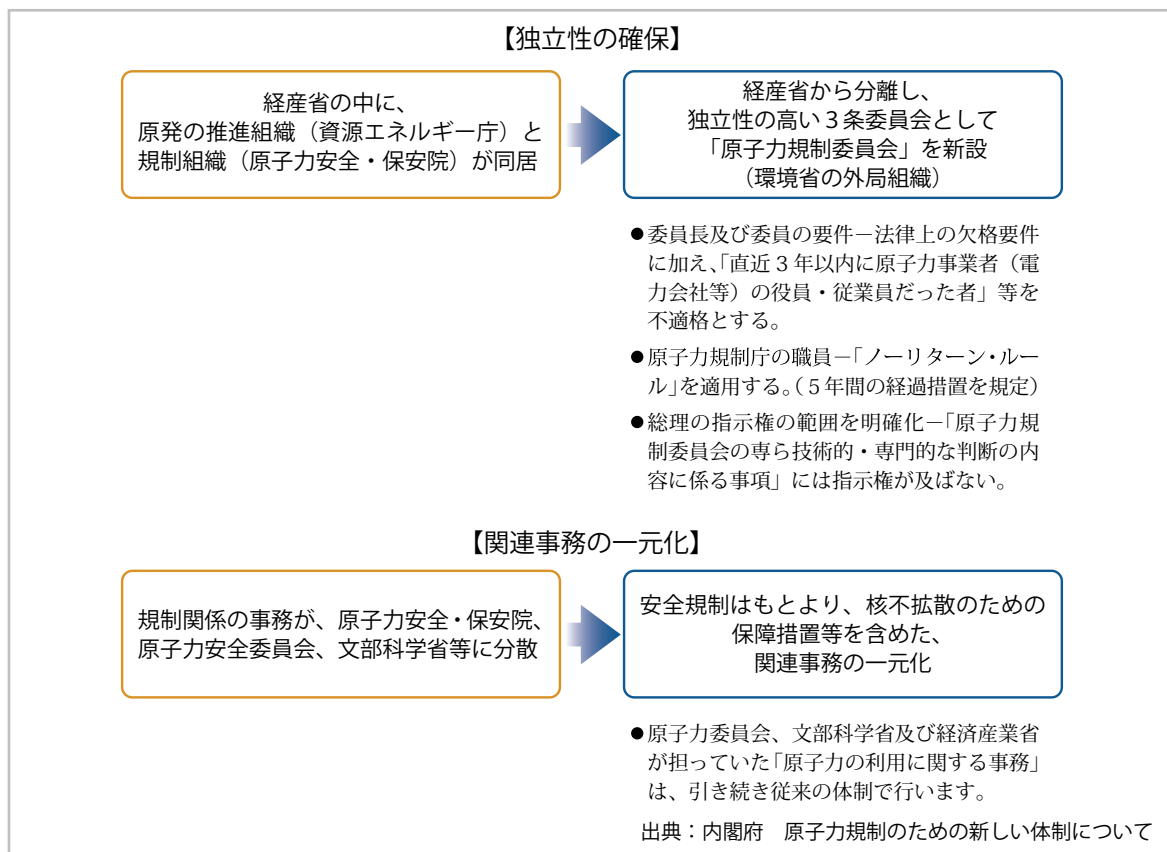 【独立性の確保】
経産省の中に、
原発の推進組織（資源エネルギー庁）と
規制組織（原子力安全・保安院）が同居
経産省から分離し、
独立性の高い３条委員会として
「原子力規制委員会」を新設
（環境省の外局組織）
●委員長及び委員の要件－法律上の欠格要件
に加え、「直近３年以内に原子力事業者（電
力会社等）の役員・従業員だった者」等を
不適格とする。
●原子力規制庁の職員－「ノーリターン・ルー
ル」を適用する。（５年間の経過措置を規定）
●総理の指示権の範囲を明確化－「原子力規
制委員会の専ら技術的・専門的な判断の内
容に係る事項」には指示権が及ばない。
【関連事務の一元化】
規制関係の事務が、原子力安全・保安院、
原子力安全委員会、文部科学省等に分散
安全規制はもとより、核不拡散のための
保障措置等を含めた、
関連事務の一元化
●原子力委員会、文部科学省及び経済産業省
が担っていた「原子力の利用に関する事務」
は、引き続き従来の体制で行います。
出典：内閣府　原子力規制のための新しい体制について